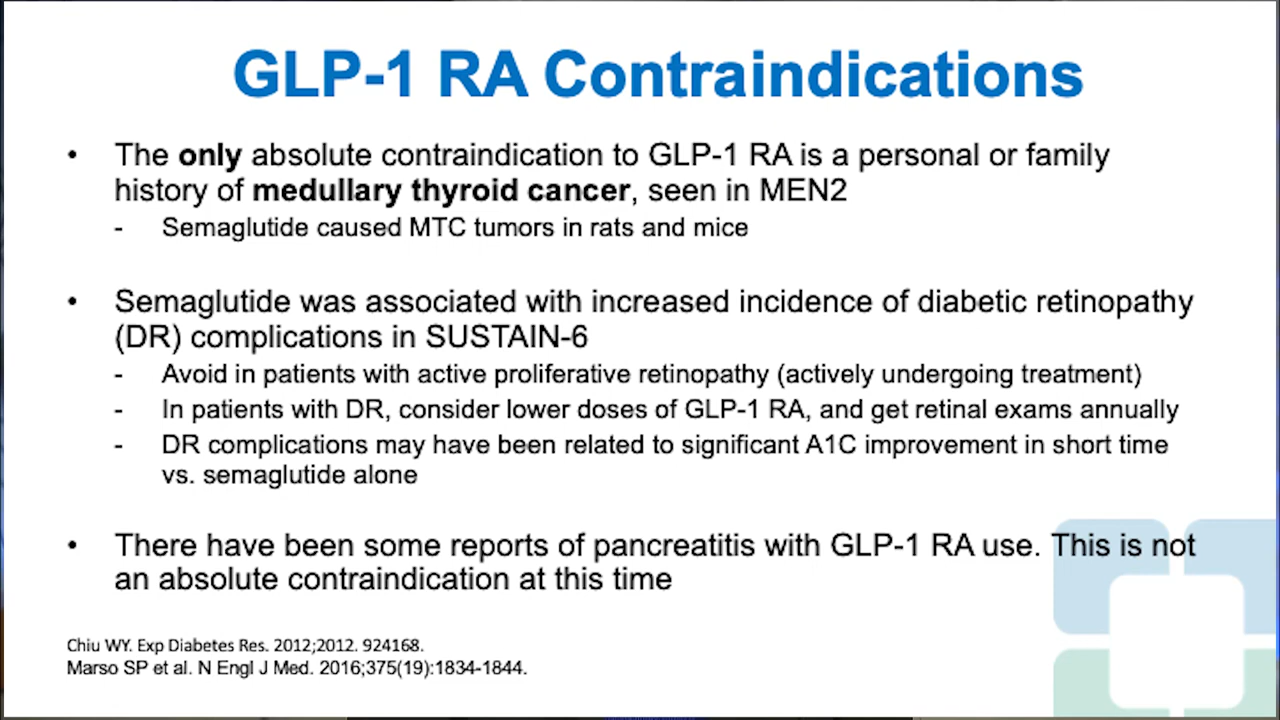 GLP-1 RA Contraindications
• The only absolute contraindication to GLP-1 RA is a personal or family
history of medullary thyroid cancer, seen in MEN2
- Semaglutide caused MTC tumors in rats and mice
• Semaglutide was associated with increased incidence of diabetic retinopathy
(DR) complications in SUSTAIN-6
- Avoid in patients with active proliferative retinopathy (actively undergoing treatment)
- In patients with DR, consider lower doses of GLP-1 RA, and get retinal exams annually
- DR complications may have been related to significant A1C improvement in short time
vs. semaglutide alone
• There have been some reports of pancreatitis with GLP-1 RA use. This is not
an absolute contraindication at this time
Chiu WY. Exp Diabetes Res. 2012;2012. 924168.
Marso SP et al. N Engl J Med. 2016;375(19):1834-1844.